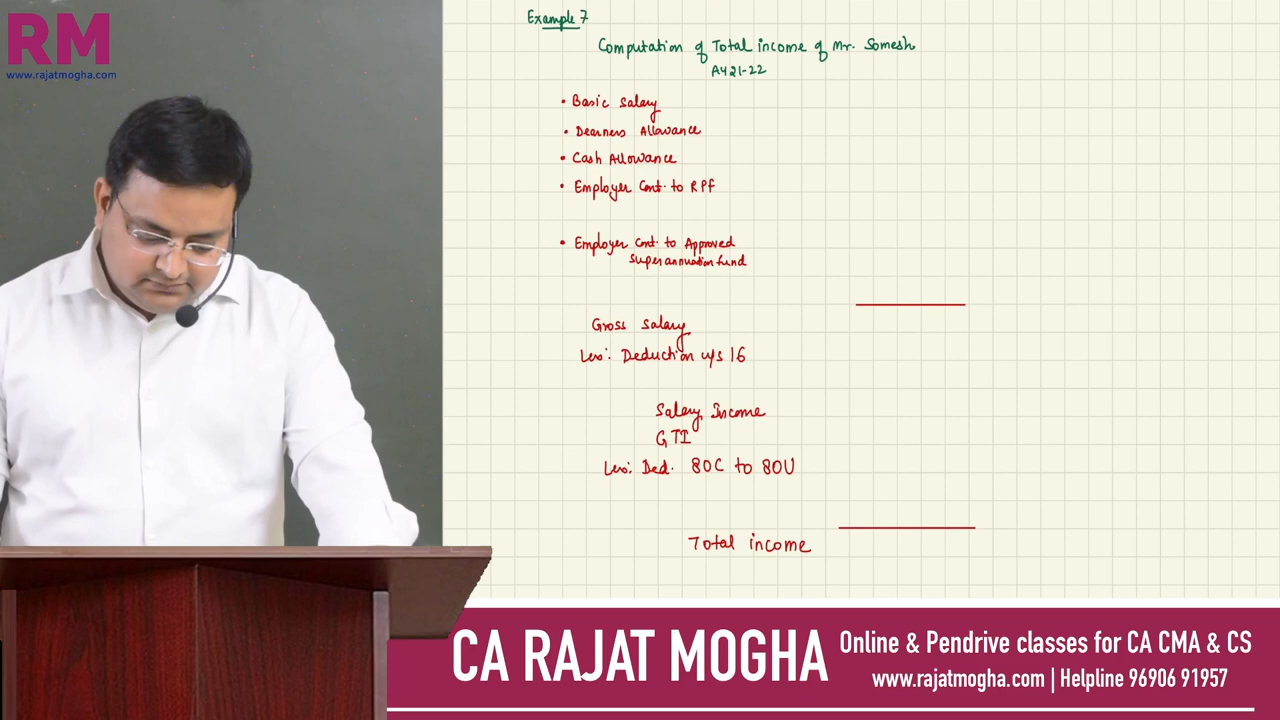 RM
www.rajatmogha.com
Example 7
Computation of Total income of Mr. Somesh
AY 21-22
• Basic Salary
• Dearness Allowance
• Cash Allowance
• Employer Cont. to RPF
• Employer Cont. to Approved
Superannuation fund
Gross Salary
Less: Deduction u/s 16
Salary Income
GTI
Less: Ded. 80C to 80U
Total income
CA RAJAT MOGHA
Online & Pendrive classes for CA CMA & CS
www.rajatmogha.com | Helpline 96906 91957